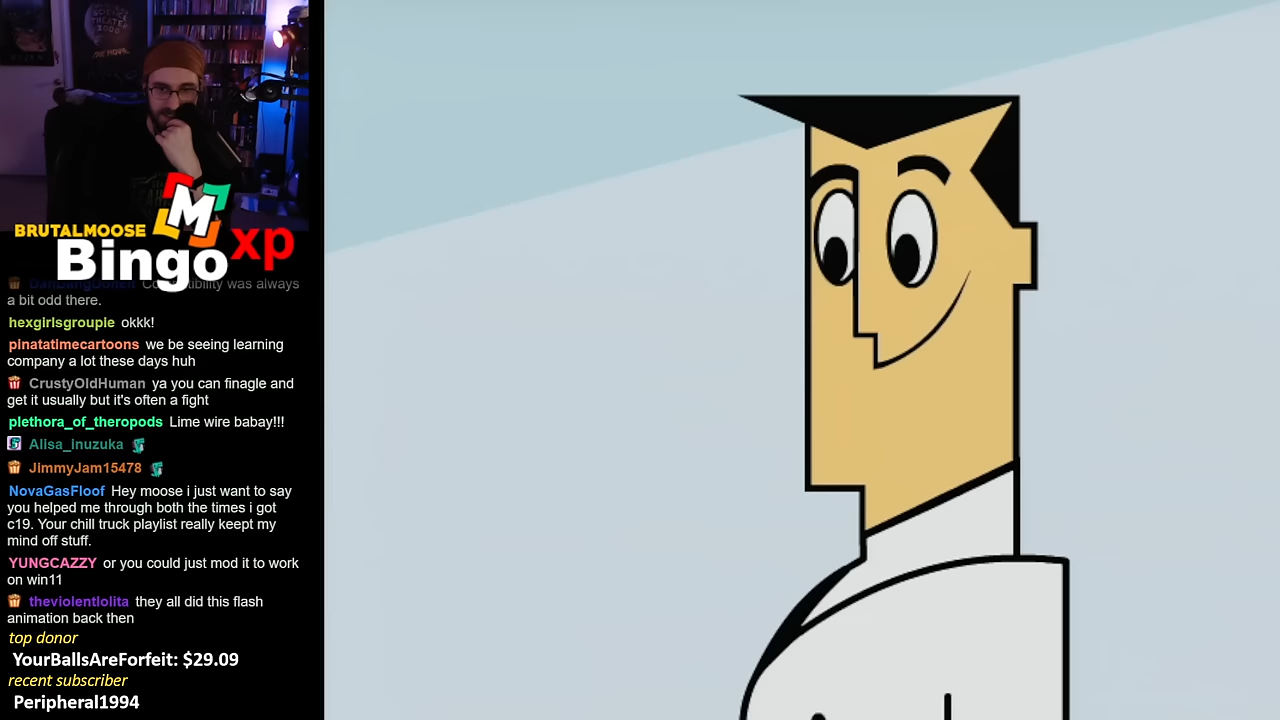 SCIENCE
THEATER
BRUTALMOOSE
M
Bingo
xp
a bit odd there.
hexgirlsgroupie okkk!
pinatatimecartoons we be seeing learning
company a lot these days huh
CrustyOldHuman ya you can finagle and
get it usually but it's often a fight
plethora_of_theropods Lime wire babay!!!
Alisa_inuzuka
JimmyJam15478
NovaGasFloof Hey moose i just want to say
you helped me through both the times i got
c19. Your chill truck playlist really keept my
mind off stuff.
YUNGCAZZY or you could just mod it to work
on win11
theviolentlolita they all did this flash
animation back then
top donor
YourBallsAreForfeit: $29.09
recent subscriber
Peripheral1994